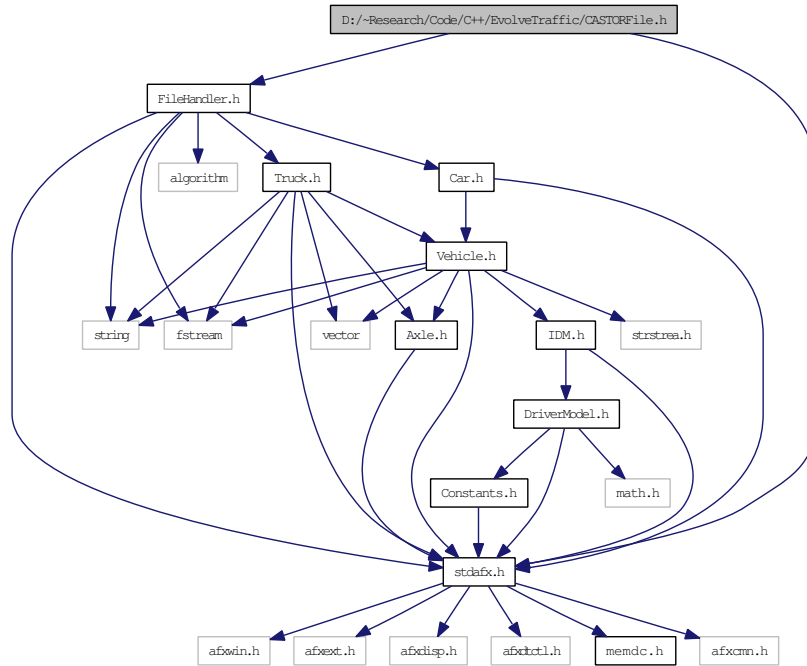 D:/~Research/Code/C++/EvolveTraffic/CASTORFile.h
FileHandler.h
algorithm
Truck.h
Car.h
Vehicle.h
string
fstream
vector
Axle.h
IDM.h
strstrea.h
DriverModel.h
Constants.h
math.h
stdafx.h
afxwin.h
afxext.h
afxdisp.h
afxdtctl.h
memdc.h
afxcmn.h